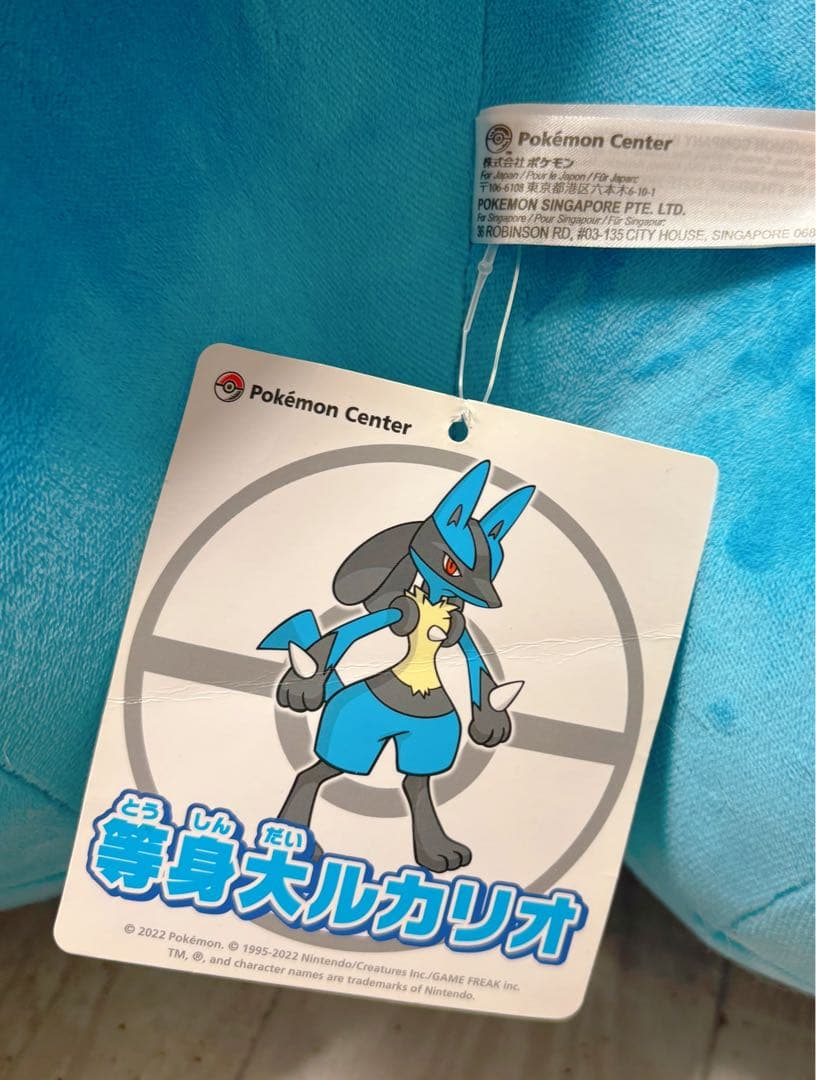 Pokémon Center
株式会社ポケモン
For Japan / Pour le Japon / Für Japan:
〒106-6108 東京都港区六本木6-10-1
POKEMON SINGAPORE PTE. LTD.
For Singapore / Pour Singapour / Für Singapur:
36 ROBINSON RD, #03-135 CITY HOUSE, SINGAPORE 068
Pokémon Center
とう しん だい
等身大ルカリオ
© 2022 Pokémon. © 1995-2022 Nintendo/Creatures Inc./GAME FREAK inc.
TM, ®, and character names are trademarks of Nintendo.